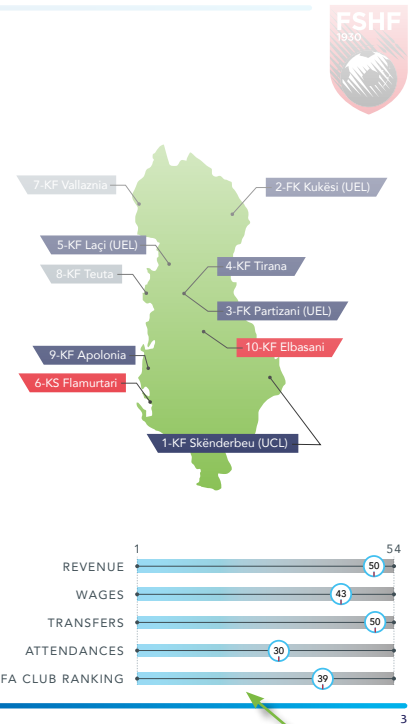 FSHF
1930
7-KF Vallaznia
2-FK Kukësi (UEL)
5-KF Laçi (UEL)
4-KF Tirana
8-KF Teuta
3-FK Partizani (UEL)
10-KF Elbasani
9-KF Apolonia
6-KS Flamurtari
1-KF Skënderbeu (UCL)
1 54
REVENUE 50
WAGES 43
TRANSFERS 50
ATTENDANCES 30
FA CLUB RANKING 39
3